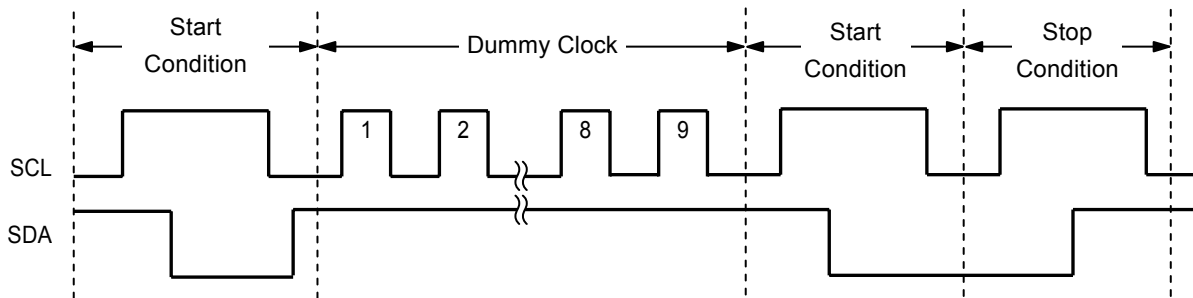 Start
Condition
Dummy Clock
Start
Condition
Stop
Condition
1 2 8 9
SCL
SDA